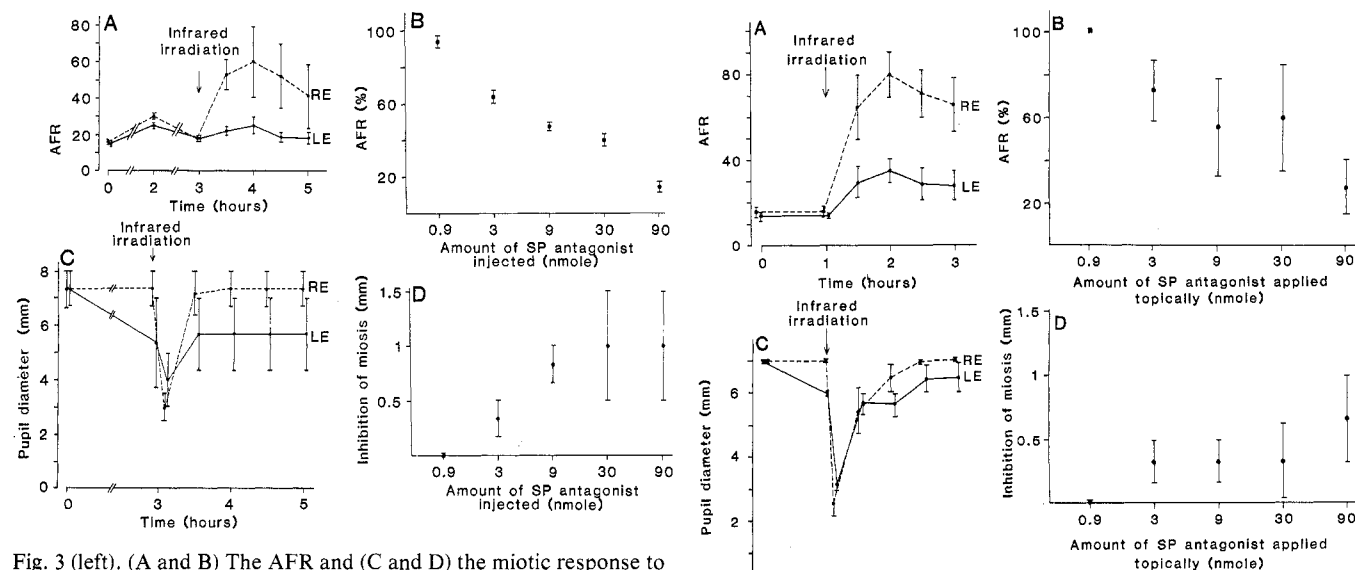 A
Infrared
irradiation
80
60
40
20
0
AFR
RE
LE
0
2
3
4
5
Time (hours)
B
100
60
20
AFR (%)
0.9
3
9
30
90
Amount of SP antagonist
injected (nmole)
Infrared
irradiation
C
8
6
4
2
0
Pupil diameter (mm)
RE
LE
0
3
4
5
Time (hours)
D
1.5
1
0.5
Inhibition of miosis (mm)
0.9
3
9
30
90
Amount of SP antagonist
injected (nmole)
Fig. 3 (left). (A and B) The AFR and (C and D) the miotic response to
A
Infrared
irradiation
80
40
0
AFR
RE
LE
0
1
2
3
Time (hours)
B
100
60
20
AFR (%)
0.9
3
9
30
90
Amount of SP antagonist applied
topically (nmole)
Infrared
irradiation
C
6
4
2
Pupil diameter (mm)
RE
LE
D
1.5
1
0.5
Inhibition of miosis (mm)
0.9
3
9
30
90
Amount of SP antagonist applied
topically (nmole)